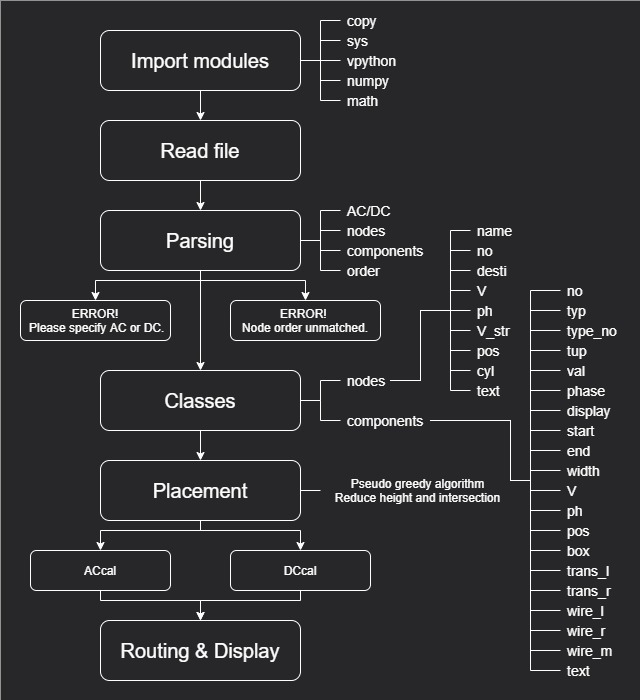 Import modules
copy
sys
vpython
numpy
math
Read file
Parsing
AC/DC
nodes
components
order
ERROR!
Please specify AC or DC.
ERROR!
Node order unmatched.
Classes
nodes
components
name
no
desti
V
ph
V_str
pos
cyl
text
no
typ
type_no
tup
val
phase
display
start
end
width
V
ph
pos
box
trans_l
trans_r
wire_l
wire_r
wire_m
text
Placement
Pseudo greedy algorithm
Reduce height and intersection
ACcal
DCcal
Routing & Display